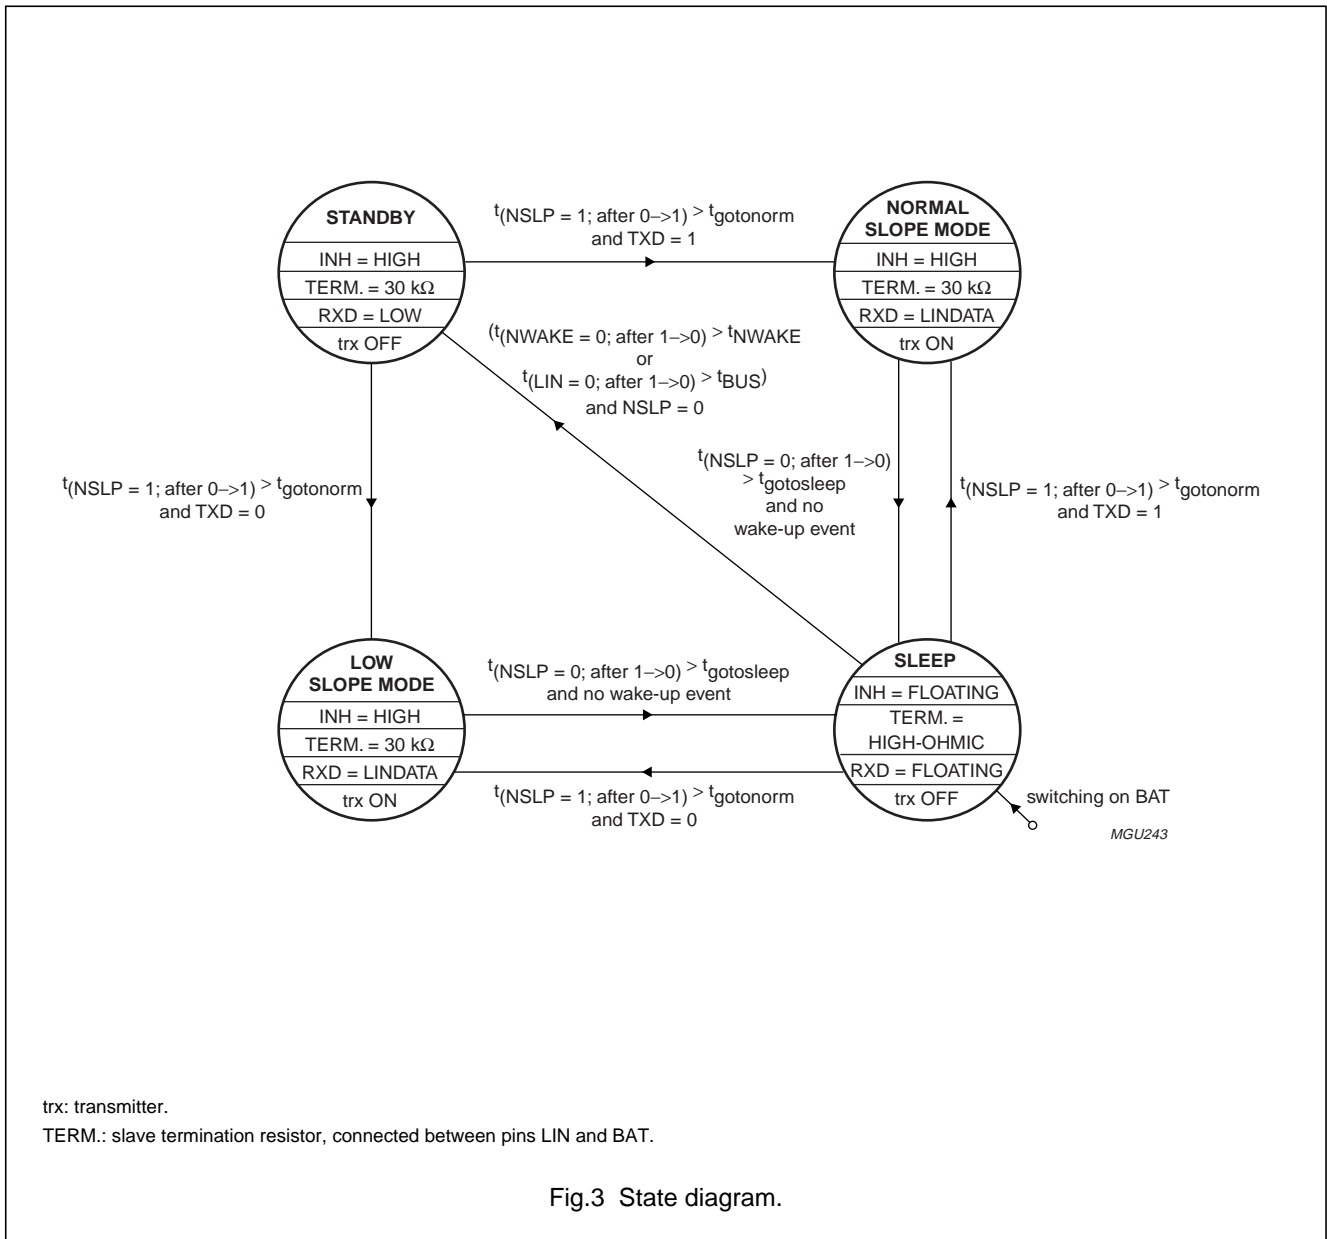 STANDBY
INH = HIGH
TERM. = 30 kΩ
RXD = LOW
trx OFF
t(NSLP = 1; after 0−>1) > tgotonorm
and TXD = 1
NORMAL
SLOPE MODE
INH = HIGH
TERM. = 30 kΩ
RXD = LINDATA
trx ON
(t(NWAKE = 0; after 1−>0) > tNWAKE
or
t(LIN = 0; after 1−>0) > tBUS)
and NSLP = 0
t(NSLP = 1; after 0−>1) > tgotonorm
and TXD = 0
t(NSLP = 0; after 1−>0)
> tgotosleep
and no
wake-up event
t(NSLP = 1; after 0−>1) > tgotonorm
and TXD = 1
LOW
SLOPE MODE
INH = HIGH
TERM. = 30 kΩ
RXD = LINDATA
trx ON
t(NSLP = 0; after 1−>0) > tgotosleep
and no wake-up event
t(NSLP = 1; after 0−>1) > tgotonorm
and TXD = 0
SLEEP
INH = FLOATING
TERM. =
HIGH-OHMIC
RXD = FLOATING
trx OFF
switching on BAT
MGU243
trx: transmitter.
TERM.: slave termination resistor, connected between pins LIN and BAT.
Fig.3 State diagram.